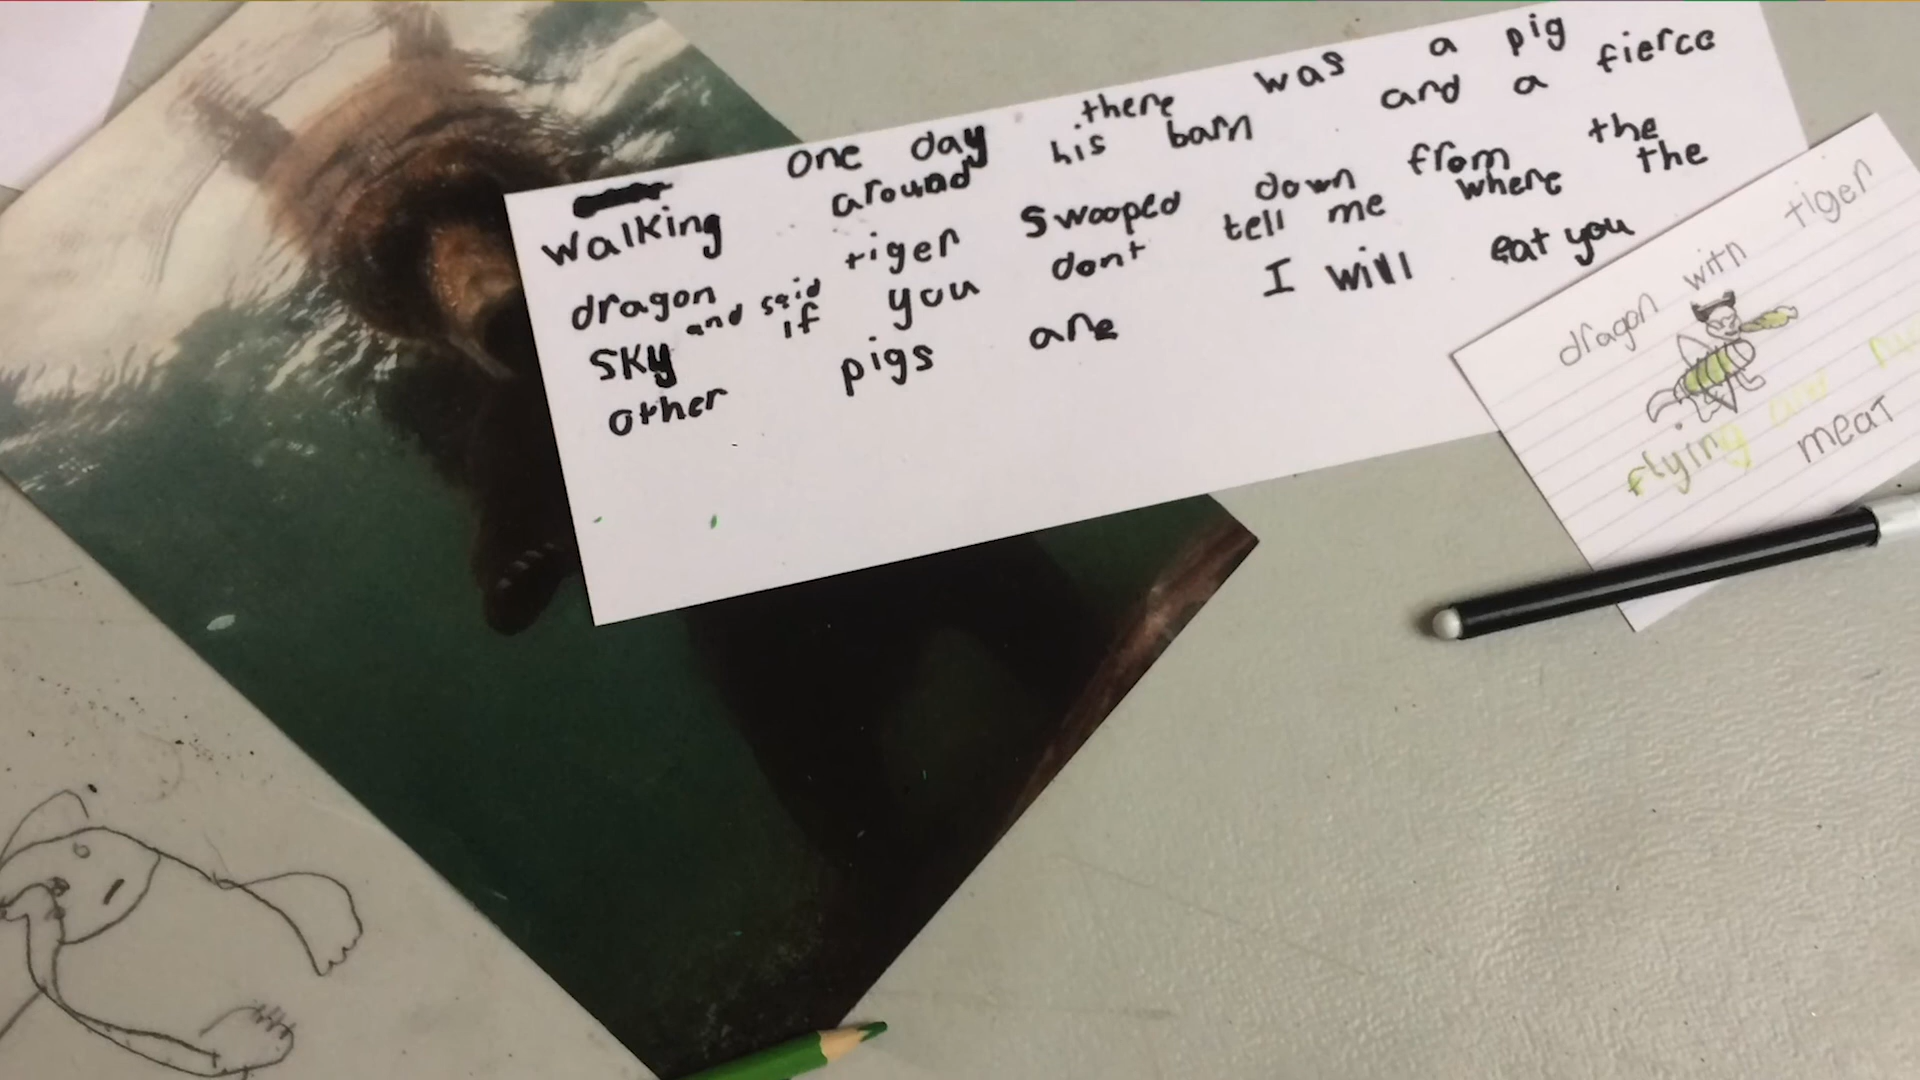 one day there was a pig
walking around his barn and a fierce
dragon tiger swooped down from the
sky and said if you dont tell me where the
other pigs are I will eat you
dragon with tiger
flying
meat